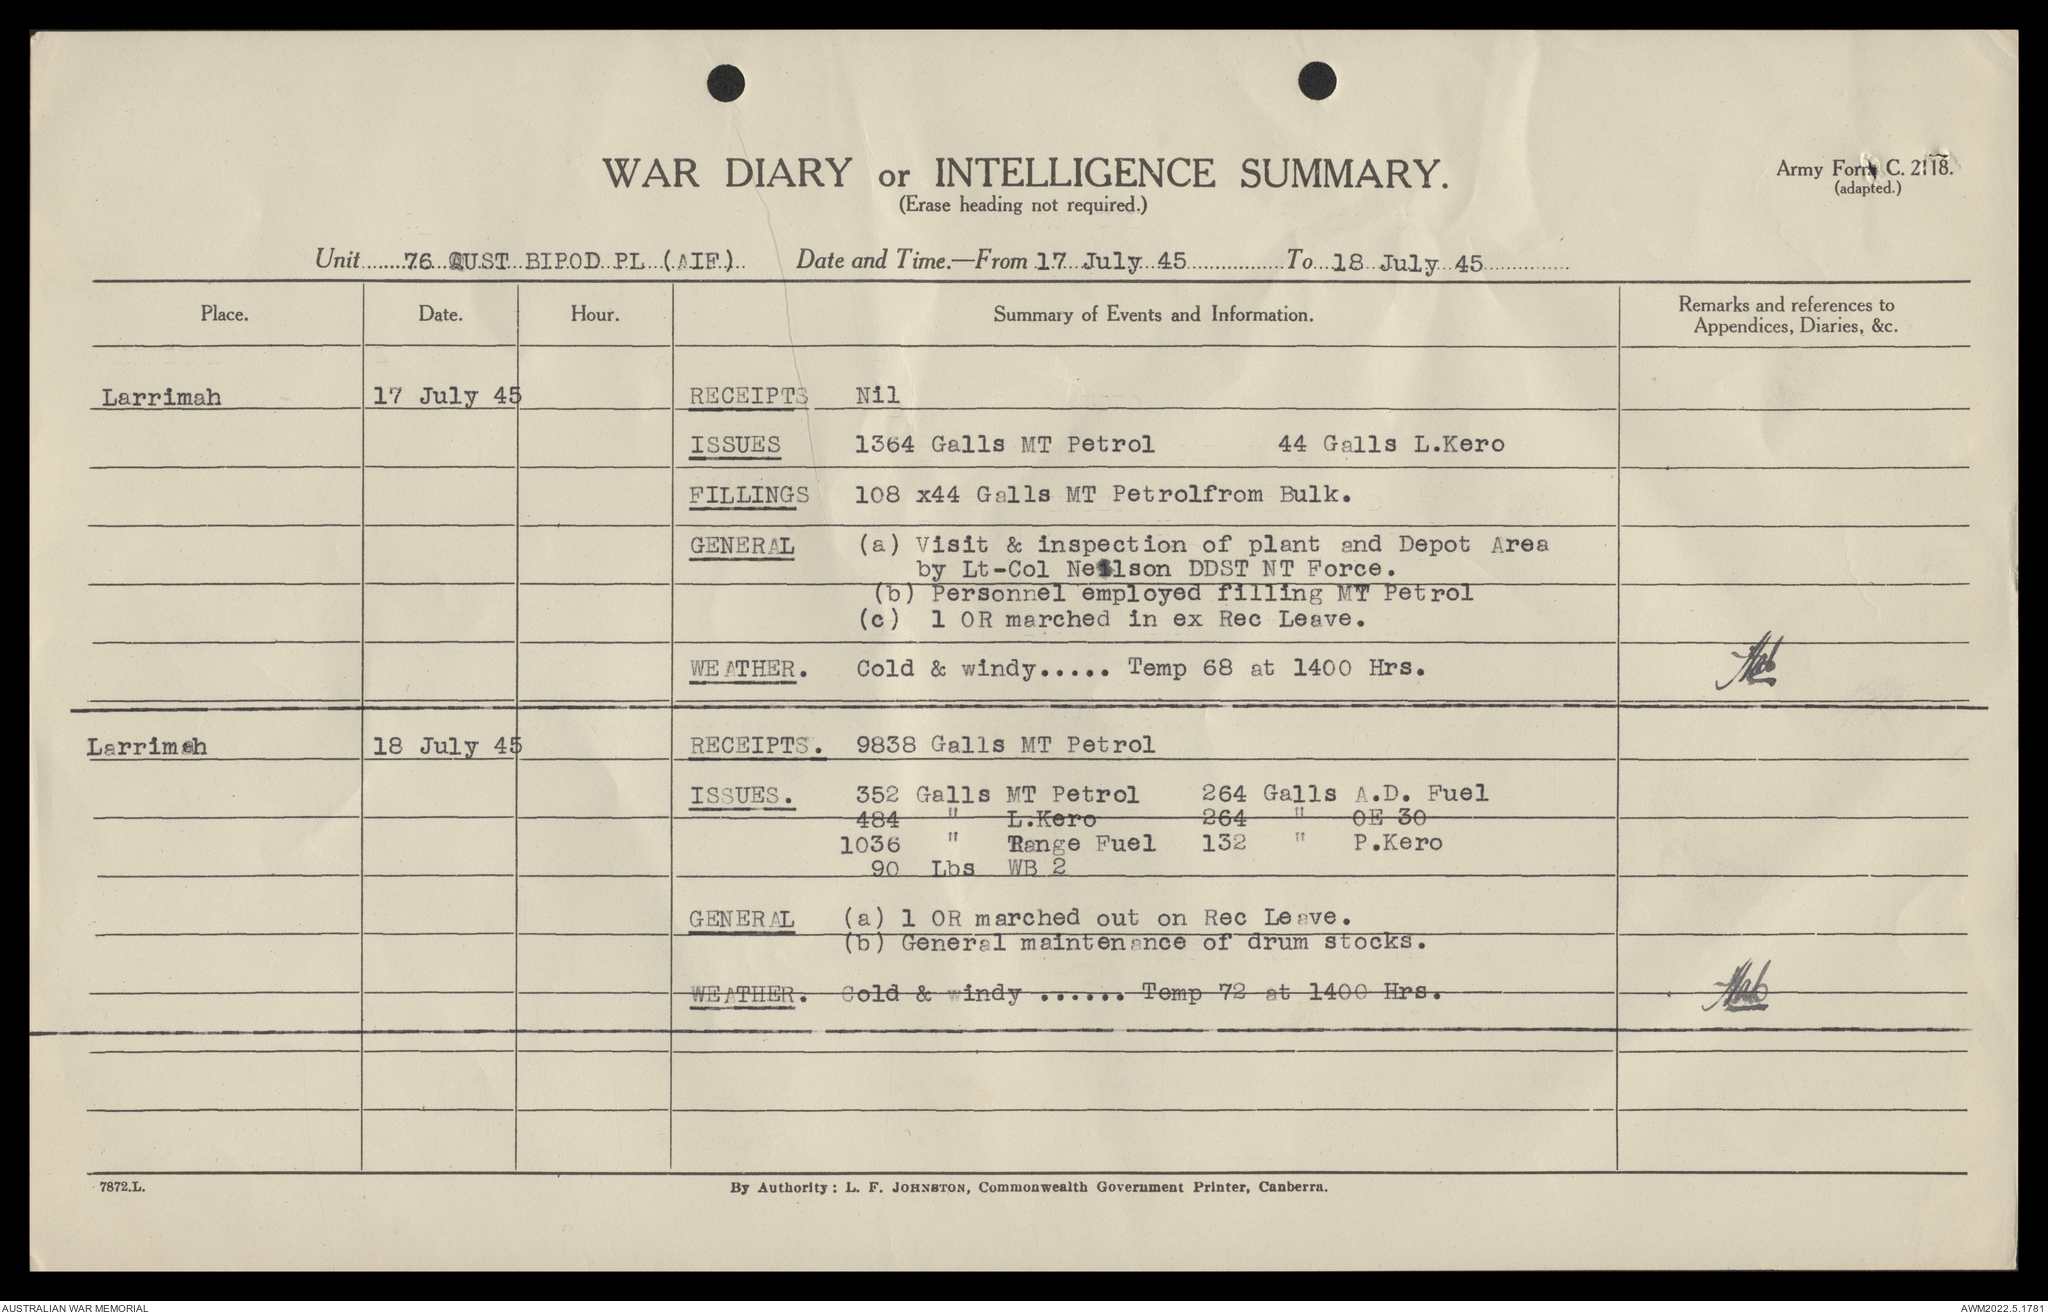 WAR DIARY or INTELLIGENCE SUMMARY.
(Erase heading not required.)
Army Form C. 2118.
(adapted.)
Unit 76 AUST BIPOD PL (AIF) Date and Time.—From 17 July 45 To 18 July 45
Place. Date. Hour. Summary of Events and Information. Remarks and references to
Appendices, Diaries, &c.
Larrimah 17 July 45 RECEIPTS Nil
ISSUES 1364 Galls MT Petrol 44 Galls L.Kero
FILLINGS 108 x44 Galls MT Petrolfrom Bulk.
GENERAL (a) Visit & inspection of plant and Depot Area
by Lt-Col Neilson DDST NT Force.
(b) Personnel employed filling MT Petrol
(c) 1 OR marched in ex Rec Leave.
WEATHER. Cold & windy..... Temp 68 at 1400 Hrs.
Larrimah 18 July 45 RECEIPTS. 9838 Galls MT Petrol
ISSUES. 352 Galls MT Petrol 264 Galls A.D. Fuel
484 " L.Kero 264 " OE 30
1036 " Range Fuel 132 " P.Kero
90 Lbs WB 2
GENERAL (a) 1 OR marched out on Rec Leave.
(b) General maintenance of drum stocks.
WEATHER. Cold & windy ...... Temp 72 at 1400 Hrs.
7872.L.
By Authority: L. F. JOHNSTON, Commonwealth Government Printer, Canberra.
AUSTRALIAN WAR MEMORIAL
AWM2022.5.1781